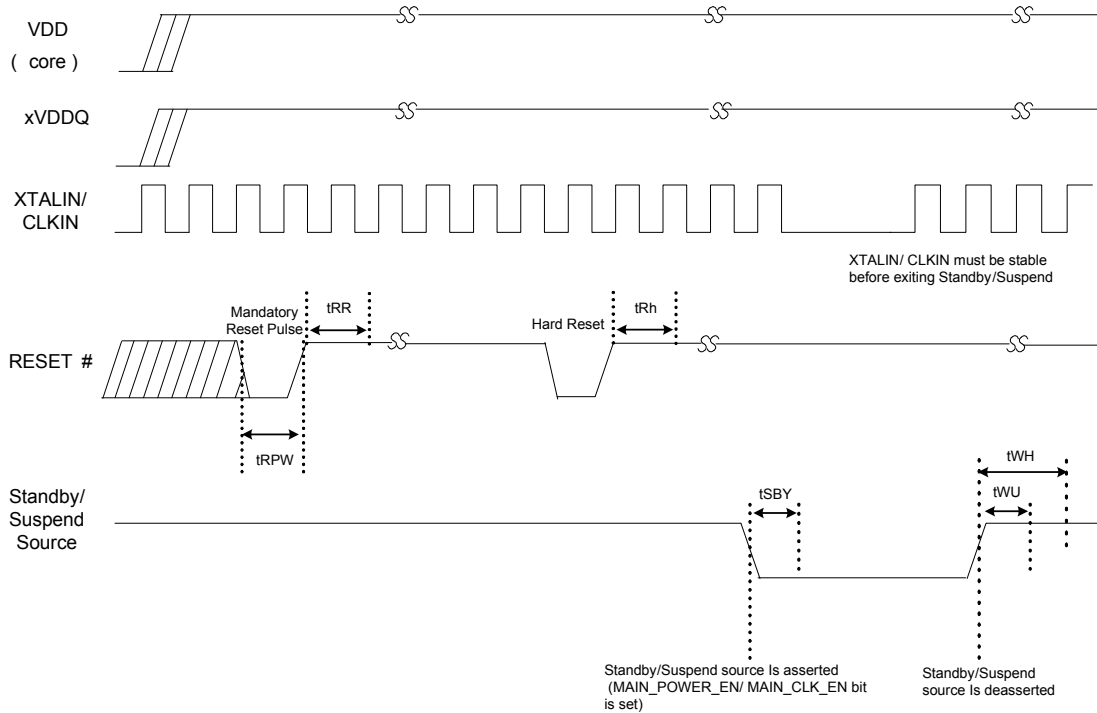 VDD
( core )
xVDDQ
XTALIN/
CLKIN
XTALIN/ CLKIN must be stable
before exiting Standby/Suspend
Mandatory
Reset Pulse
tRR
Hard Reset
tRh
RESET #
tRPW
tWH
tSBY
tWU
Standby/
Suspend
Source
Standby/Suspend source Is asserted
(MAIN_POWER_EN/ MAIN_CLK_EN bit
is set)
Standby/Suspend
source Is deasserted